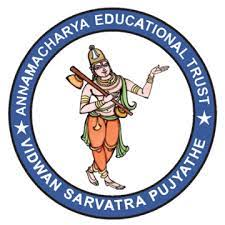 ANNAMACHARYA EDUCATIONAL TRUST
VIDWAN SARVATRA PUJYATHE